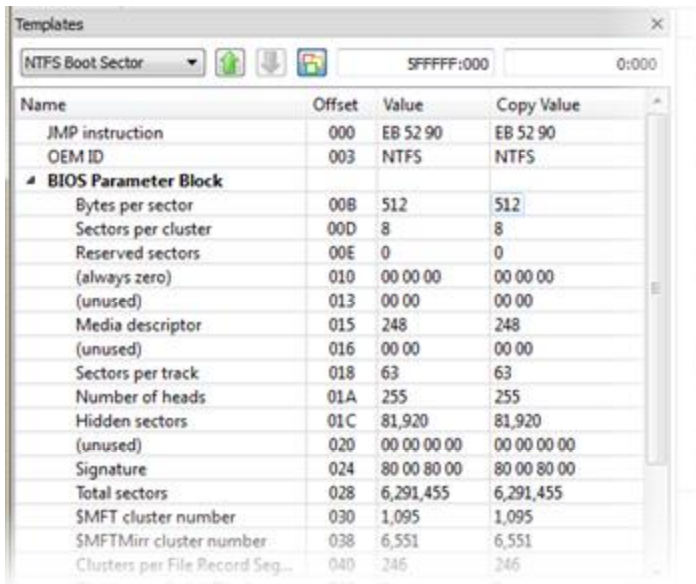 Templates
NTFS Boot Sector 5FFFFF:000 0:000
Name Offset Value Copy Value
JMP instruction 000 EB 52 90 EB 52 90
OEM ID 003 NTFS NTFS
BIOS Parameter Block
Bytes per sector 00B 512 512
Sectors per cluster 00D 8 8
Reserved sectors 00E 0 0
(always zero) 010 00 00 00 00 00 00
(unused) 013 00 00 00 00
Media descriptor 015 248 248
(unused) 016 00 00 00 00
Sectors per track 018 63 63
Number of heads 01A 255 255
Hidden sectors 01C 81,920 81,920
(unused) 020 00 00 00 00 00 00 00 00
Signature 024 80 00 80 00 80 00 80 00
Total sectors 028 6,291,455 6,291,455
$MFT cluster number 030 1,095 1,095
$MFTMirr cluster number 038 6,551 6,551
Clusters per File Record Seg... 040 246 246